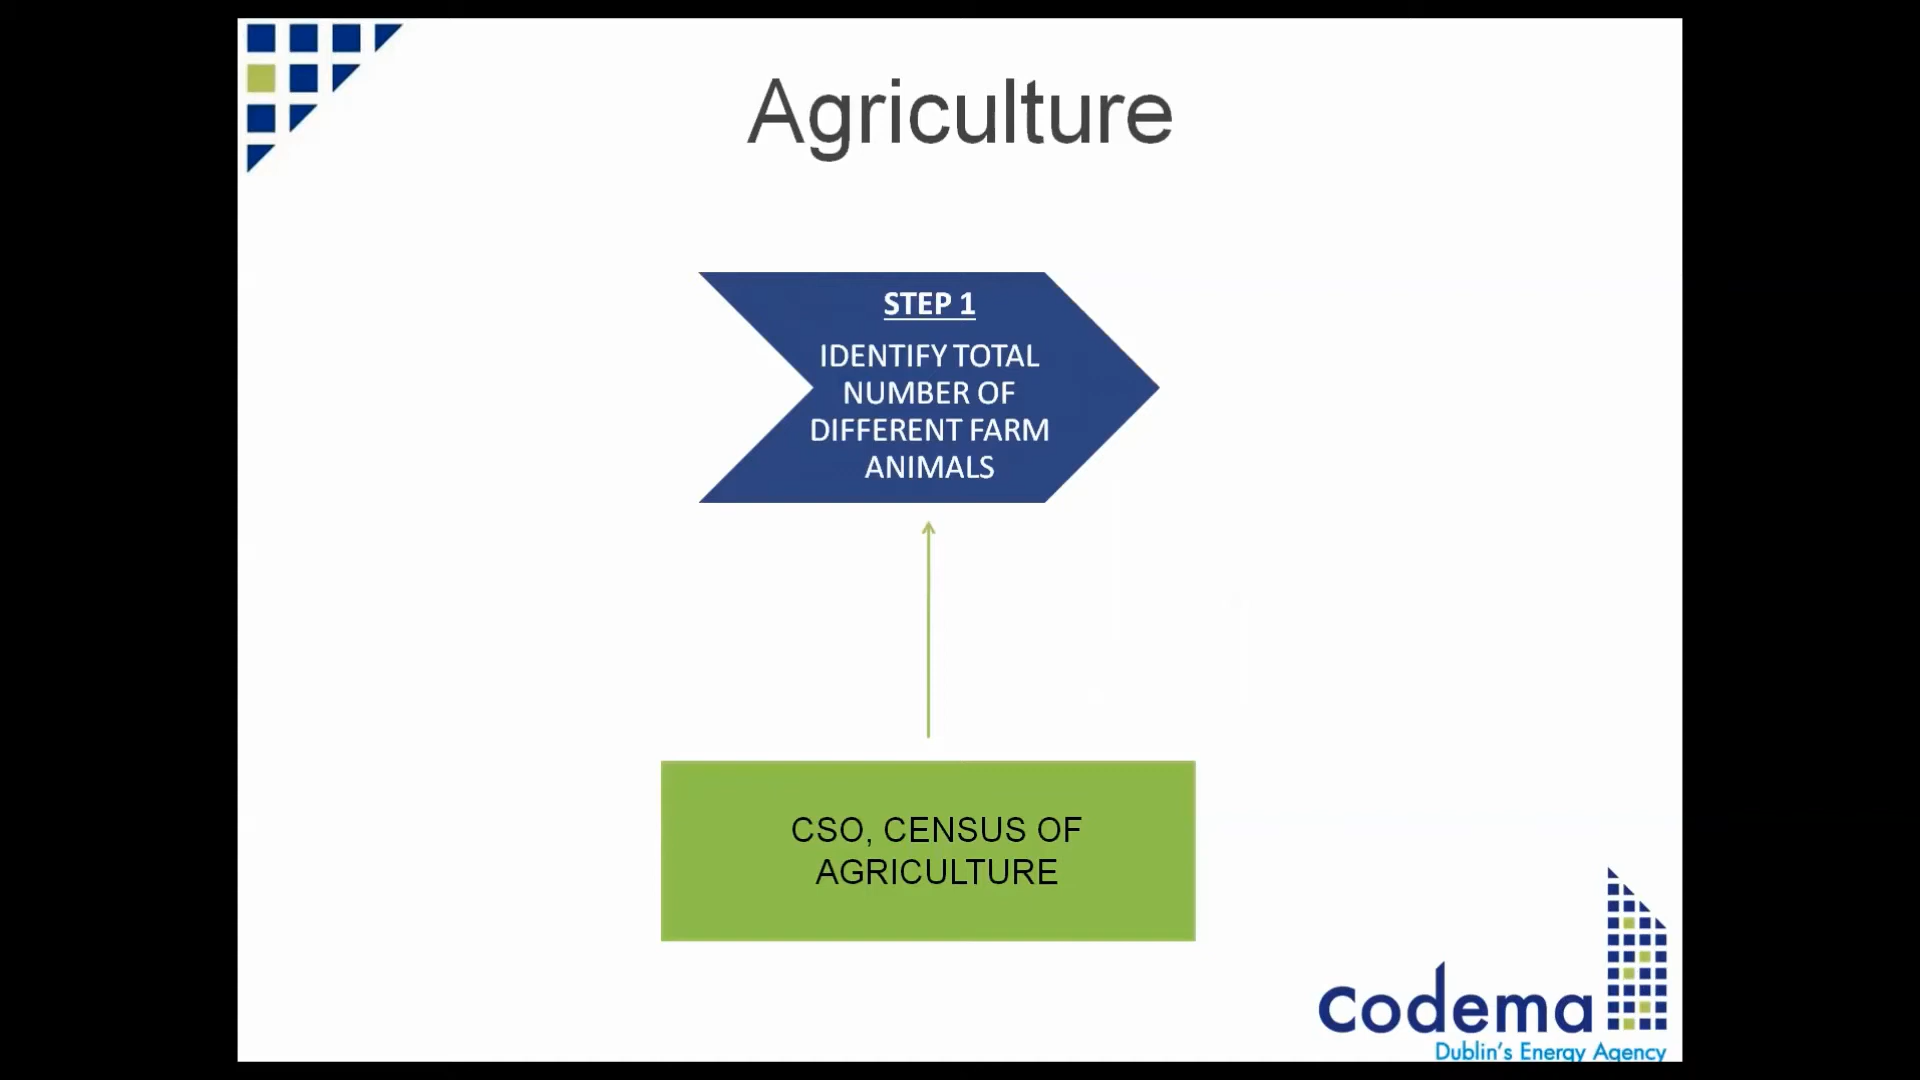 Agriculture
STEP 1
IDENTIFY TOTAL
NUMBER OF
DIFFERENT FARM
ANIMALS
CSO, CENSUS OF
AGRICULTURE
codema
Dublin's Energy Agency